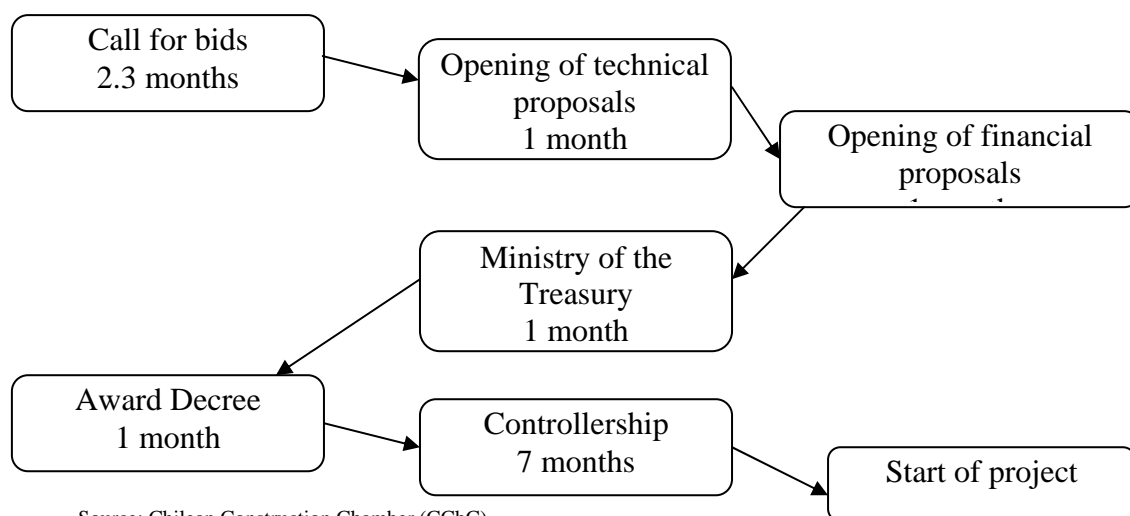 Call for bids
2.3 months
Opening of technical
proposals
1 month
Opening of financial
proposals
Ministry of the
Treasury
1 month
Award Decree
1 month
Controllership
7 months
Start of project
Source: Chilean Construction Chamber (CChC)